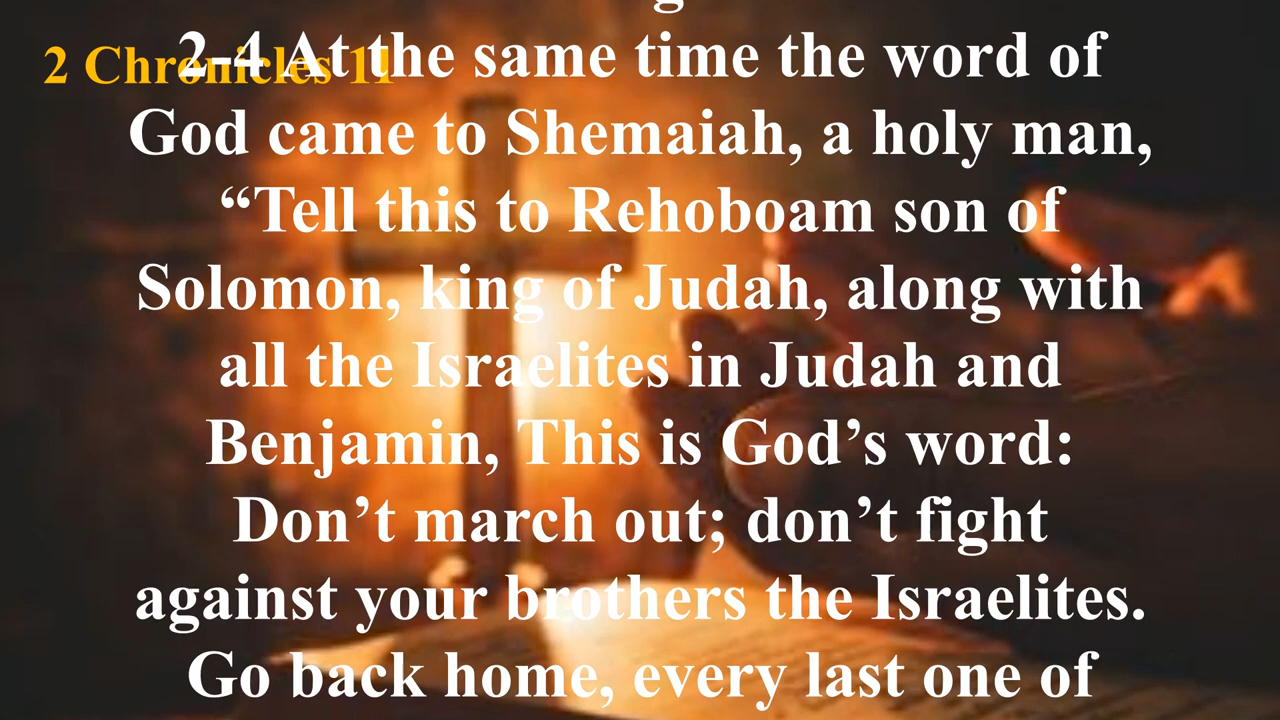 2 Chronicles 11
2-4 At the same time the word of
God came to Shemaiah, a holy man,
“Tell this to Rehoboam son of
Solomon, king of Judah, along with
all the Israelites in Judah and
Benjamin, This is God’s word:
Don’t march out; don’t fight
against your brothers the Israelites.
Go back home, every last one of